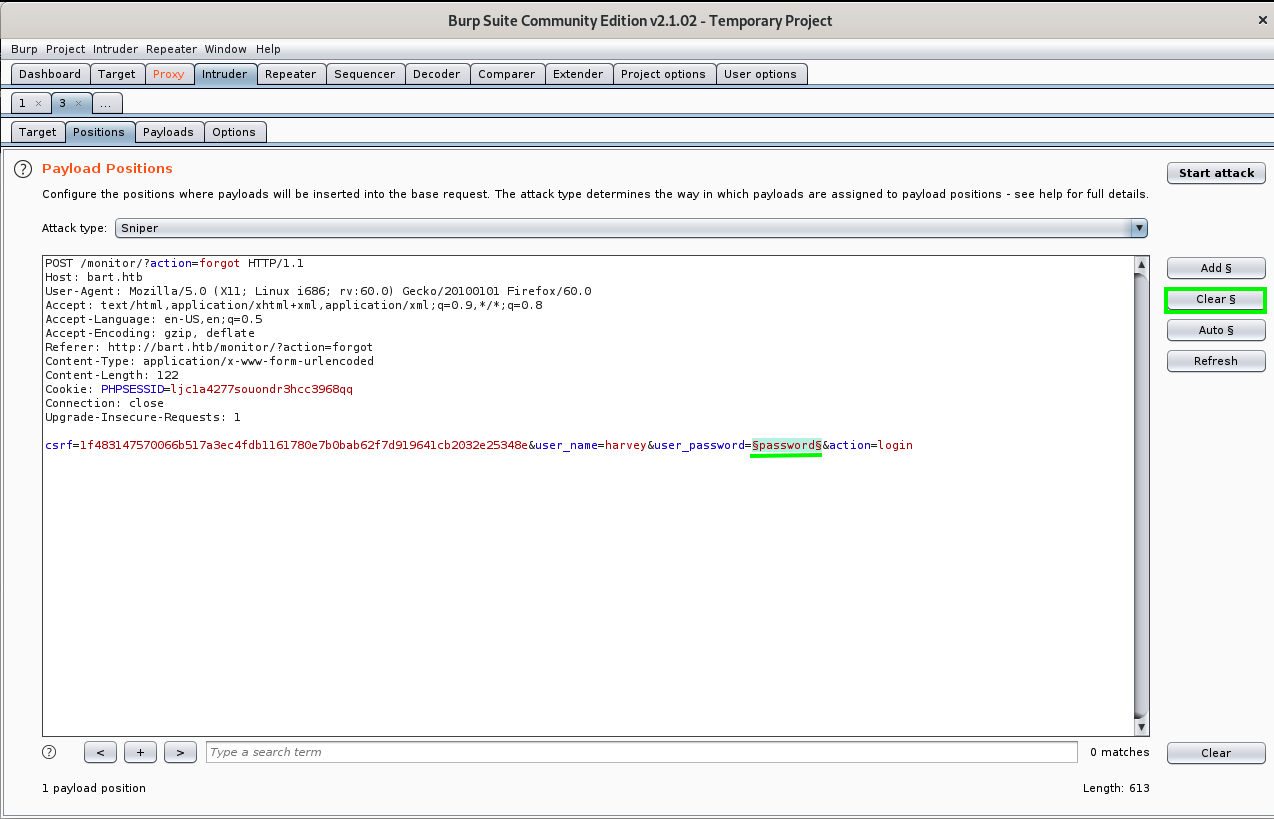 Burp Suite Community Edition v2.1.02 - Temporary Project ×
Burp Project Intruder Repeater Window Help
Dashboard Target Proxy Intruder Repeater Sequencer Decoder Comparer Extender Project options User options
1 × 3 × ...
Target Positions Payloads Options
? Payload Positions
Start attack
Configure the positions where payloads will be inserted into the base request. The attack type determines the way in which payloads are assigned to payload positions - see help for full details.
Attack type: Sniper
POST /monitor/?action=forgot HTTP/1.1
Host: bart.htb
User-Agent: Mozilla/5.0 (X11; Linux i686; rv:60.0) Gecko/20100101 Firefox/60.0
Accept: text/html,application/xhtml+xml,application/xml;q=0.9,*/*;q=0.8
Accept-Language: en-US,en;q=0.5
Accept-Encoding: gzip, deflate
Referer: http://bart.htb/monitor/?action=forgot
Content-Type: application/x-www-form-urlencoded
Content-Length: 122
Cookie: PHPSESSID=ljc1a4277souondr3hcc3968qq
Connection: close
Upgrade-Insecure-Requests: 1
csrf=1f483147570066b517a3ec4fdb1161780e7b0bab62f7d919641cb2032e25348e&user_name=harvey&user_password=§password§&action=login
Add §
Clear §
Auto §
Refresh
? < + > Type a search term 0 matches Clear
1 payload position Length: 613